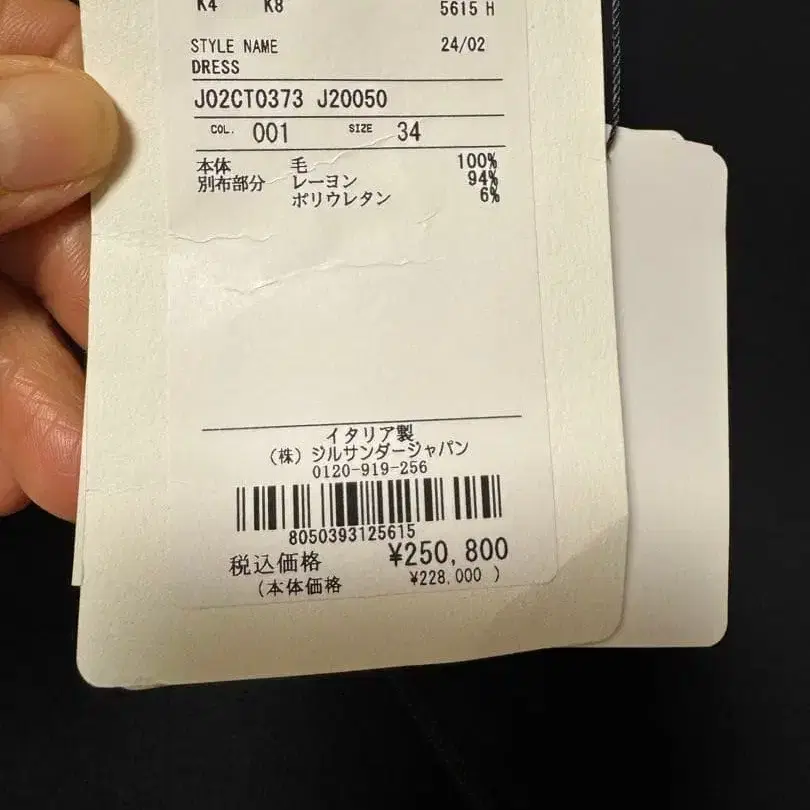 K4 K8
5615 H
STYLE NAME 24/02
DRESS
J02CT0373 J20050
COL. 001 SIZE 34
本体 毛 100%
別布部分 レーヨン 94%
ポリウレタン 6%
イタリア製
(株) ジルサンダージャパン
0120-919-256
8050393125615
税込価格 ¥250,800
(本体価格 ¥228,000 )